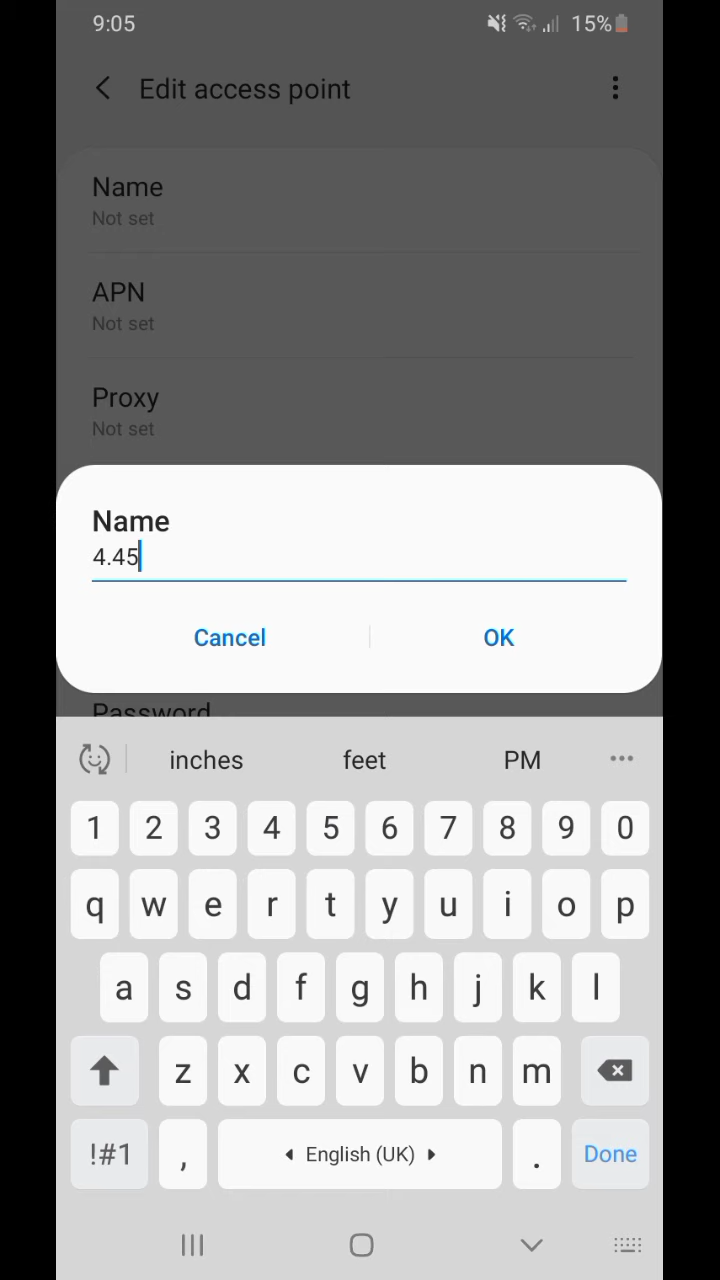 9:05 15%
Edit access point
Name
Not set
APN
Not set
Proxy
Not set
Name
4.45
Cancel OK
Password
inches feet PM
1 2 3 4 5 6 7 8 9 0
q w e r t y u i o p
a s d f g h j k l
z x c v b n m
!#1 , English (UK) . Done